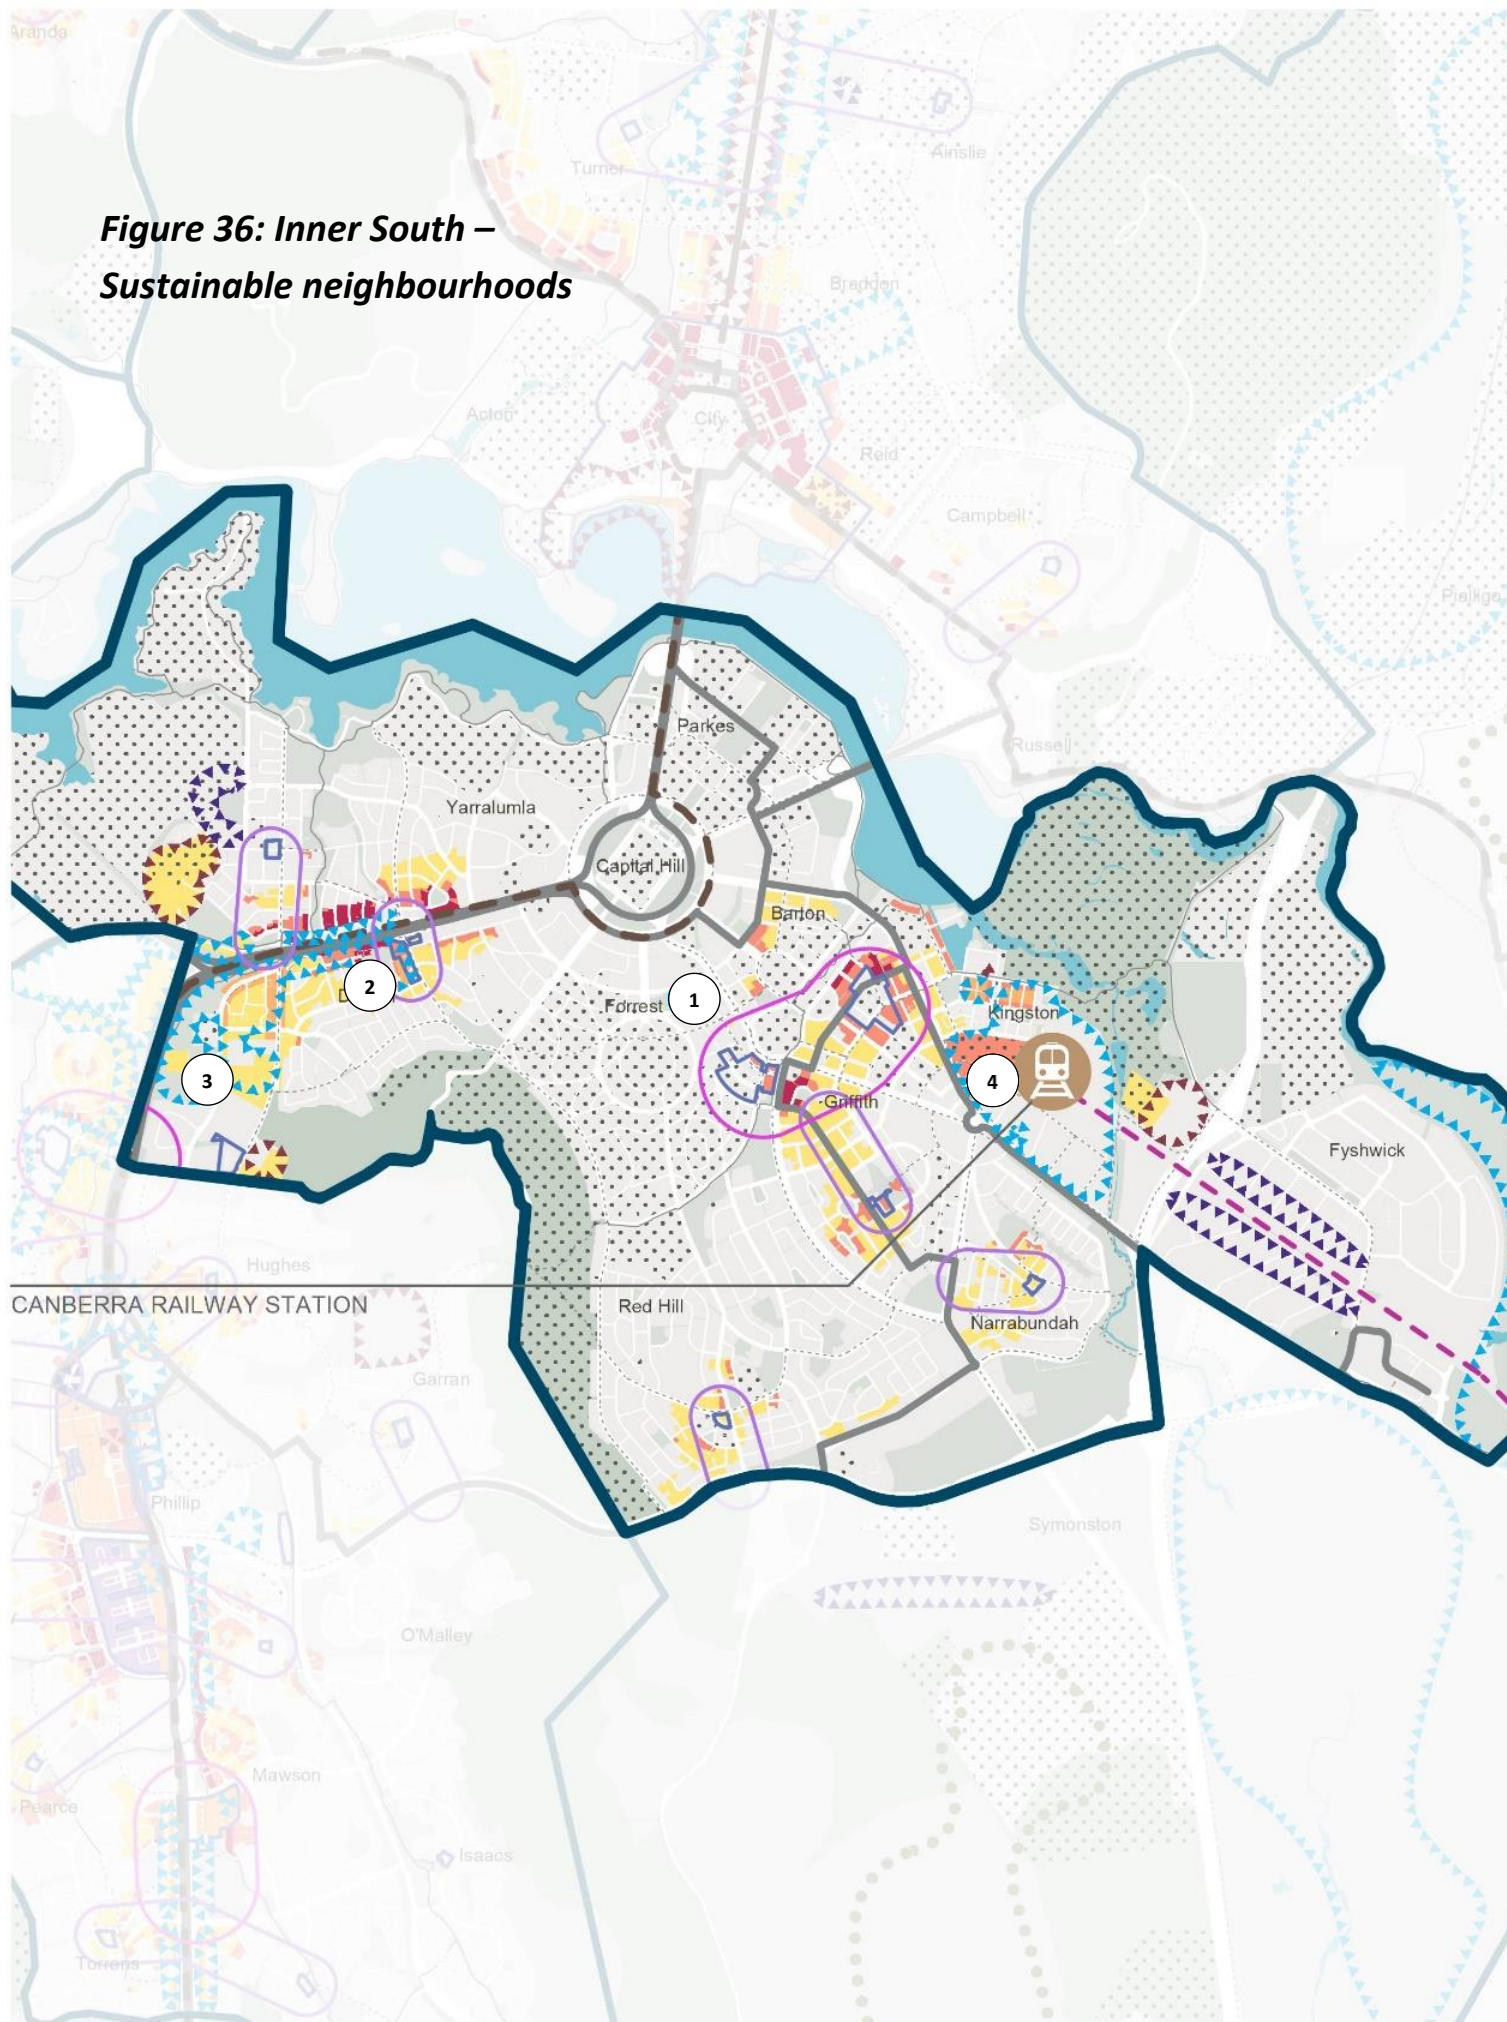 Aranda
Ainslie
Turner
Figure 36: Inner South –
Sustainable neighbourhoods
Braddon
Acton
City
Reid
Campbell
Pialligo
Parkes
Russell
Yarralumla
Capital Hill
Barton
2
1
Forrest
Kingston
3
4
Griffith
Fyshwick
Hughes
CANBERRA RAILWAY STATION
Red Hill
Narrabundah
Garran
Phillip
Symonston
O'Malley
Mawson
Pearce
Isaacs
Torrens